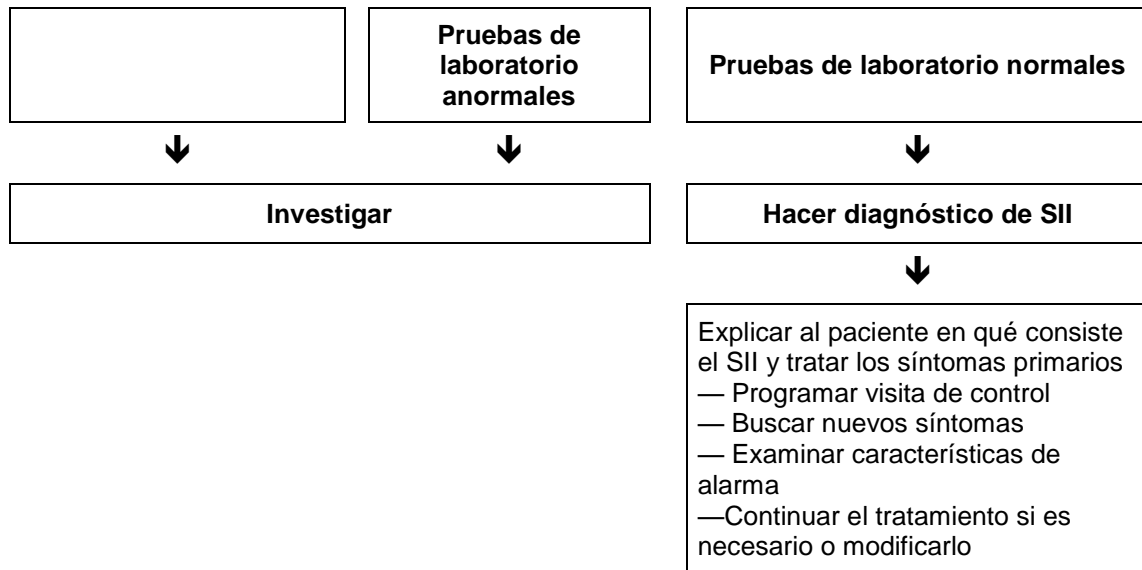 Pruebas de
laboratorio
anormales
Pruebas de laboratorio normales
Investigar
Hacer diagnóstico de SII
Explicar al paciente en qué consiste
el SII y tratar los síntomas primarios
— Programar visita de control
— Buscar nuevos síntomas
— Examinar características de
alarma
—Continuar el tratamiento si es
necesario o modificarlo